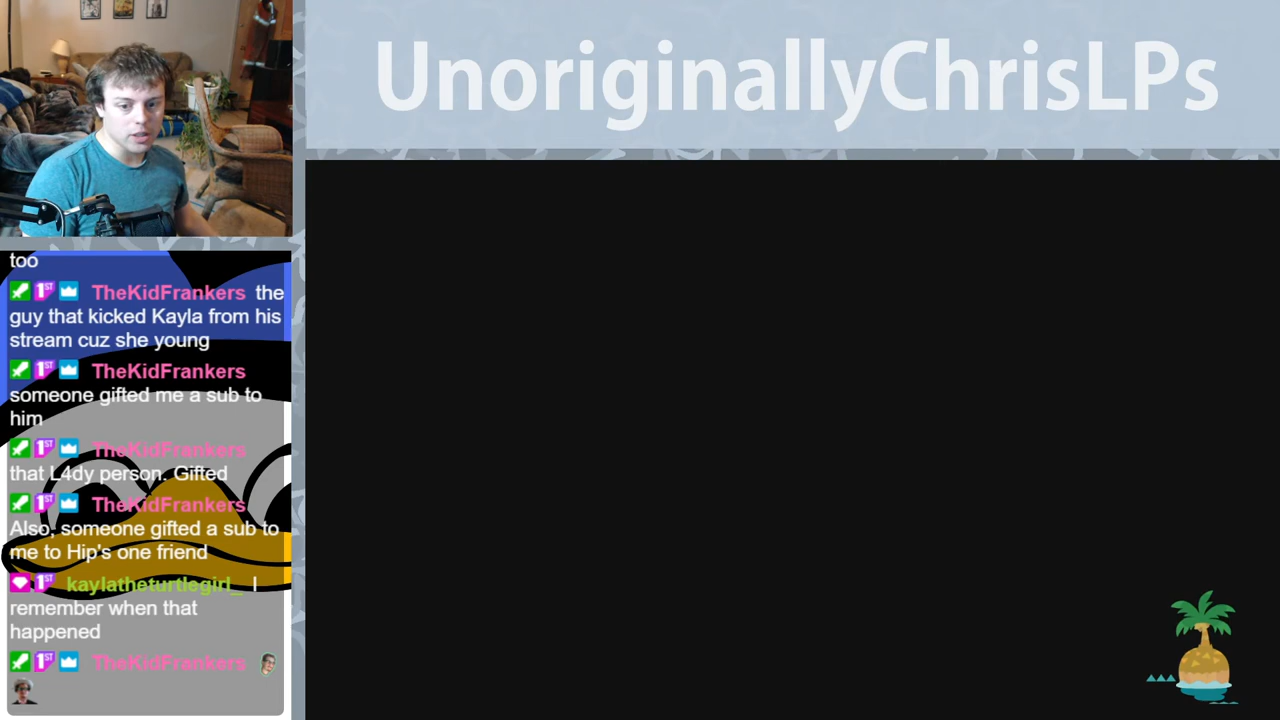 UnoriginallyChrisLPs
too
TheKidFrankers the
guy that kicked Kayla from his
stream cuz she young
TheKidFrankers
someone gifted me a sub to
him
TheKidFrankers
that L4dy person. Gifted
TheKidFrankers
Also, someone gifted a sub to
me to Hip's one friend
kaylatheturtlegirl_ I
remember when that
happened
TheKidFrankers